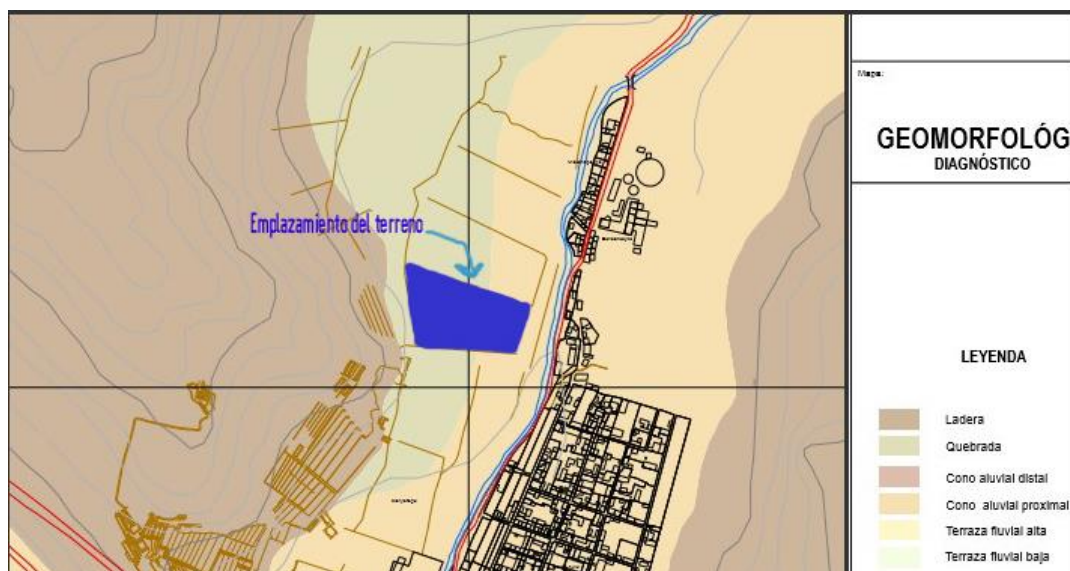 Mapa:
GEOMORFOLÓG
DIAGNÓSTICO
Emplazamiento del terreno
LEYENDA
Ladera
Quebrada
Cono aluvial distal
Cono aluvial proximal
Terraza fluvial alta
Terraza fluvial baja